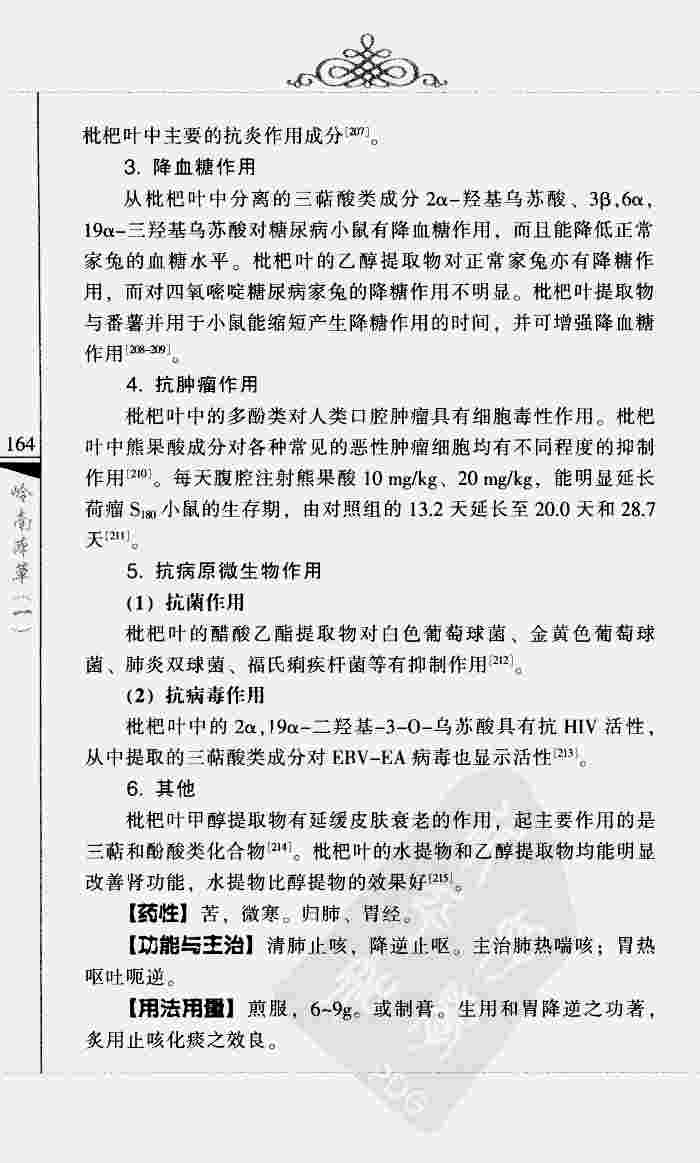 枇杷叶中主要的抗炎作用成分[207]。
3. 降血糖作用
从枇杷叶中分离的三萜酸类成分 2α-羟基乌苏酸、3β,6α,
19α-三羟基乌苏酸对糖尿病小鼠有降血糖作用，而且能降低正常
家兔的血糖水平。枇杷叶的乙醇提取物对正常家兔亦有降糖作
用，而对四氧嘧啶糖尿病家兔的降糖作用不明显。枇杷叶提取物
与番薯并用于小鼠能缩短产生降糖作用的时间，并可增强降血糖
作用[208-209]。
4. 抗肿瘤作用
枇杷叶中的多酚类对人类口腔肿瘤具有细胞毒性作用。枇杷
叶中熊果酸成分对各种常见的恶性肿瘤细胞均有不同程度的抑制
作用[210]。每天腹腔注射熊果酸 10 mg/kg、20 mg/kg，能明显延长
荷瘤 S180 小鼠的生存期，由对照组的 13.2 天延长至 20.0 天和 28.7
天[211]。
5. 抗病原微生物作用
(1) 抗菌作用
枇杷叶的醋酸乙酯提取物对白色葡萄球菌、金黄色葡萄球
菌、肺炎双球菌、福氏痢疾杆菌等有抑制作用[212]。
(2) 抗病毒作用
枇杷叶中的 2α,19α-二羟基-3-O-乌苏酸具有抗 HIV 活性，
从中提取的三萜酸类成分对 EBV-EA 病毒也显示活性[213]。
6. 其他
枇杷叶甲醇提取物有延缓皮肤衰老的作用，起主要作用的是
三萜和酚酸类化合物[214]。枇杷叶的水提物和乙醇提取物均能明显
改善肾功能，水提物比醇提物的效果好[215]。
【药性】苦，微寒。归肺、胃经。
【功能与主治】清肺止咳，降逆止呕。主治肺热喘咳；胃热
呕吐呃逆。
【用法用量】煎服，6~9g。或制膏。生用和胃降逆之功著，
炙用止咳化痰之效良。
164
岭南本草（一）
PDG